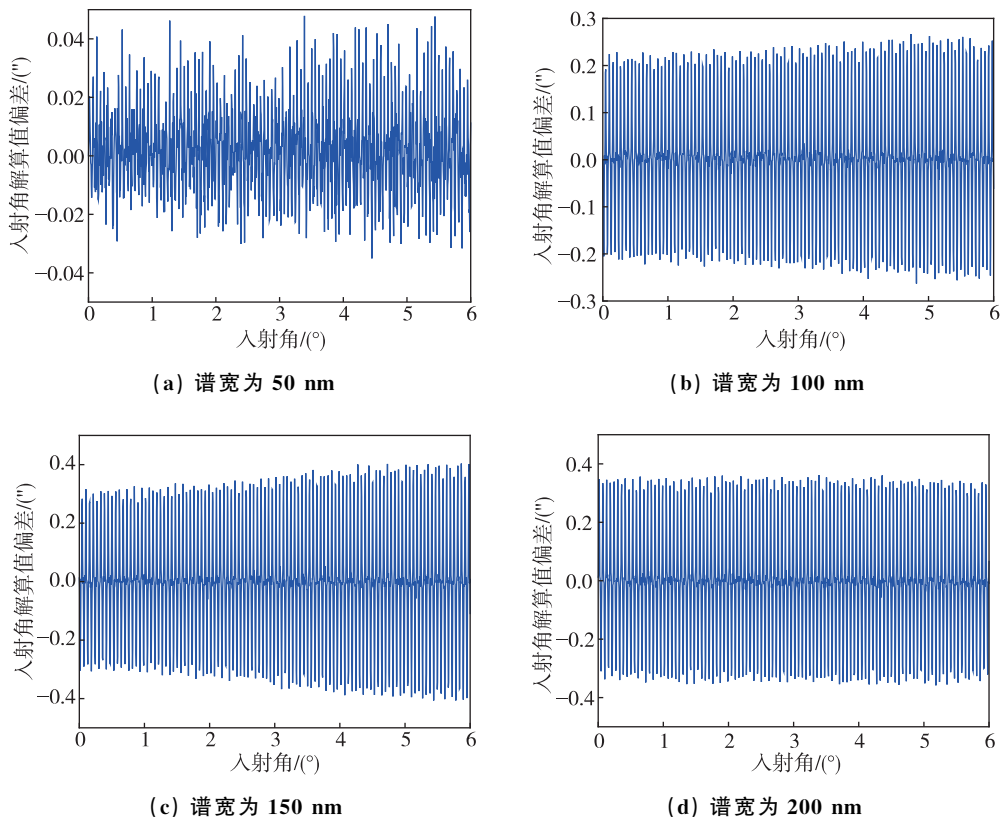 0.04
0.02
0.00
−0.02
−0.04
入射角解算值偏差/(")
0 1 2 3 4 5 6
入射角/(°)
(a) 谱宽为 50 nm
0.3
0.2
0.1
0.0
−0.1
−0.2
−0.3
入射角解算值偏差/(")
0 1 2 3 4 5 6
入射角/(°)
(b) 谱宽为 100 nm
0.4
0.2
0.0
−0.2
−0.4
入射角解算值偏差/(")
0 1 2 3 4 5 6
入射角/(°)
(c) 谱宽为 150 nm
0.4
0.2
0.0
−0.2
−0.4
入射角解算值偏差/(")
0 1 2 3 4 5 6
入射角/(°)
(d) 谱宽为 200 nm